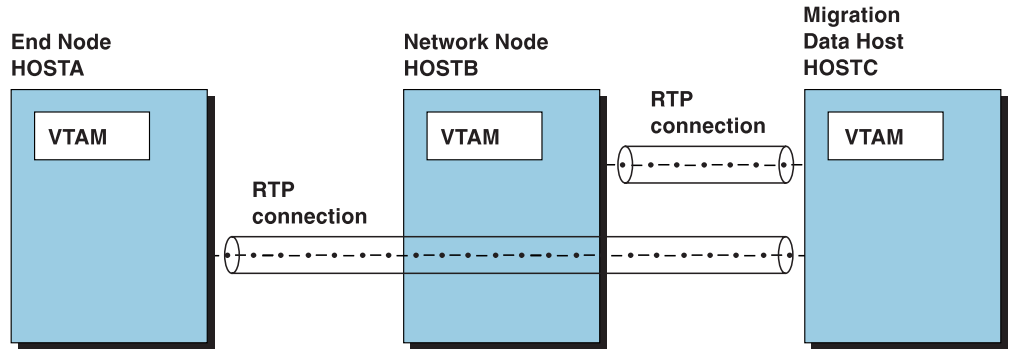 End Node
HOSTA
VTAM
RTP
connection
Network Node
HOSTB
VTAM
RTP
connection
Migration
Data Host
HOSTC
VTAM